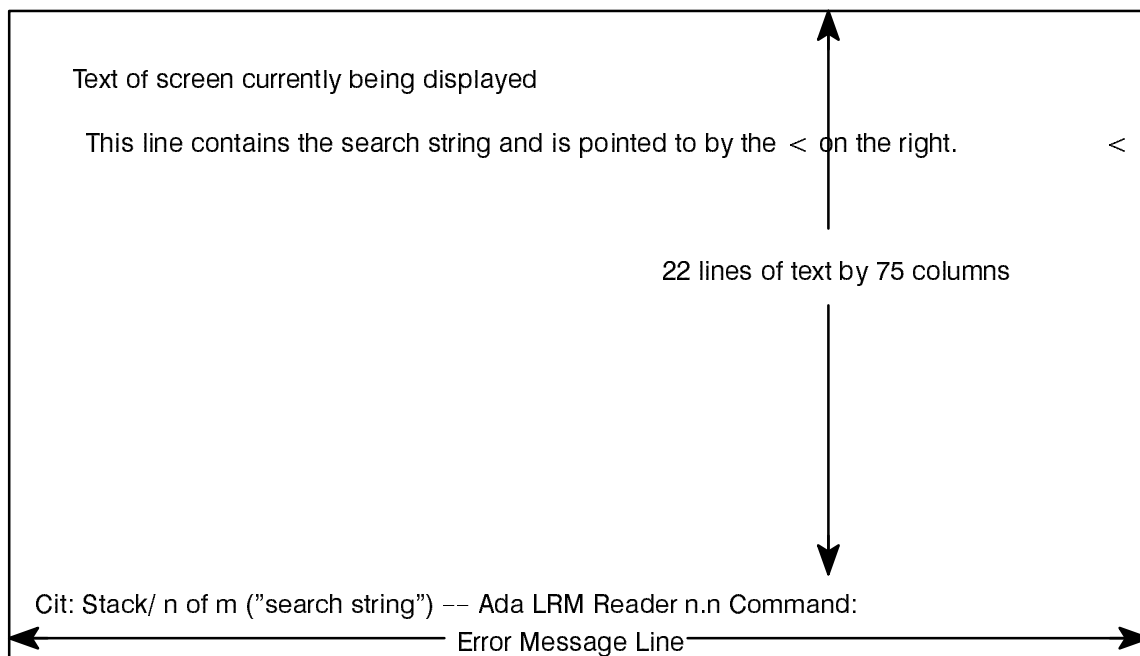 Text of screen currently being displayed
This line contains the search string and is pointed to by the < on the right. <
22 lines of text by 75 columns
Cit: Stack/ n of m ("search string") -- Ada LRM Reader n.n Command:
Error Message Line